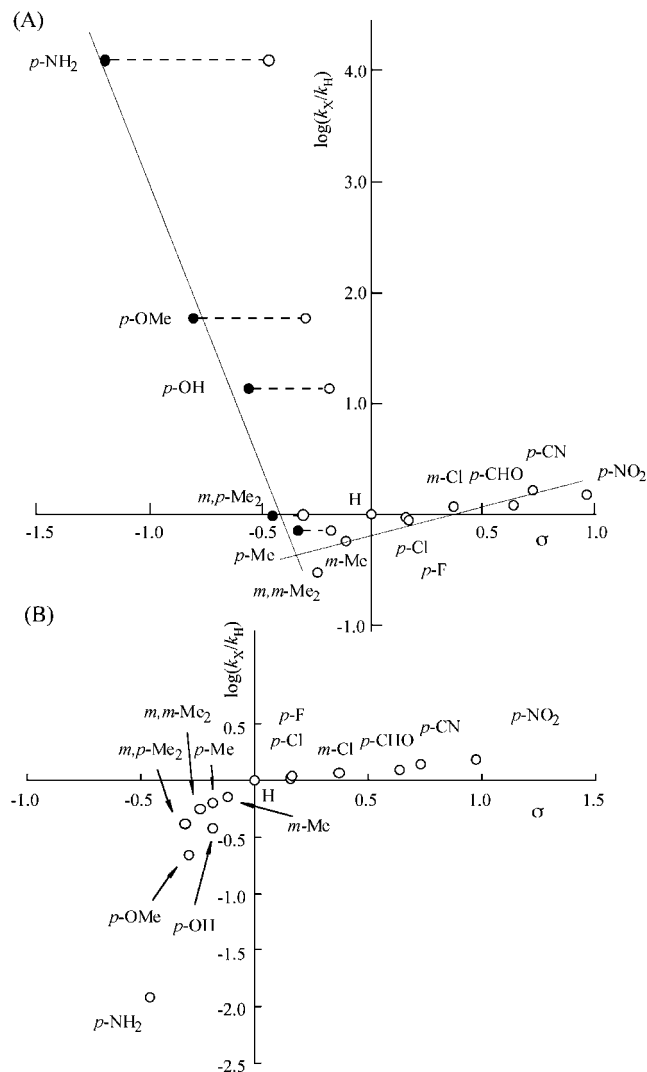 (A)
4.0
p-NH2
log(kX/kH)
2.0
p-OMe
p-OH
1.0
p-CN
m-Cl p-CHO
p-NO2
m,p-Me2
H
-1.5
-1.0
-0.5
0.5
1.0
p-Me
m-Me
p-Cl
σ
p-F
m,m-Me2
(B)
-1.0
log(kX/kH)
m,m-Me2
0.5
p-F
p-CN
p-NO2
m,p-Me2
p-Me
p-Cl
m-Cl
p-CHO
-1.0
-0.5
H
0.5
1.0
1.5
m-Me
σ
-0.5
p-OMe
-1.0
p-OH
-1.5
p-NH2
-2.0
-2.5